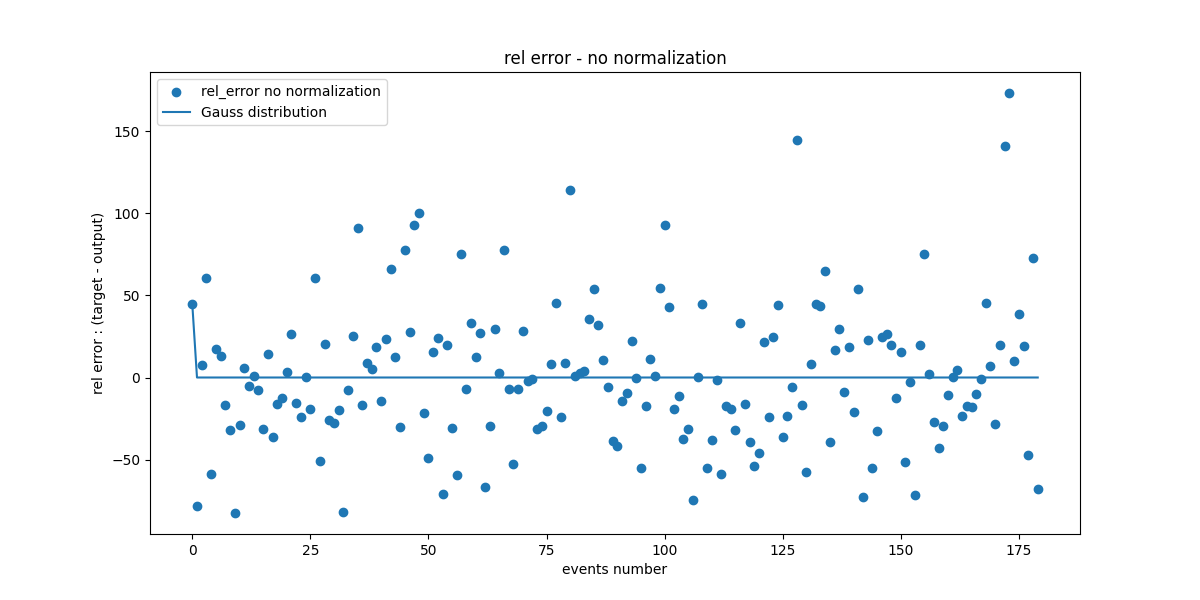 rel error - no normalization
rel_error no normalization
Gauss distribution
rel error : (target - output)
150
100
50
0
−50
0
25
50
75
100
125
150
175
events number